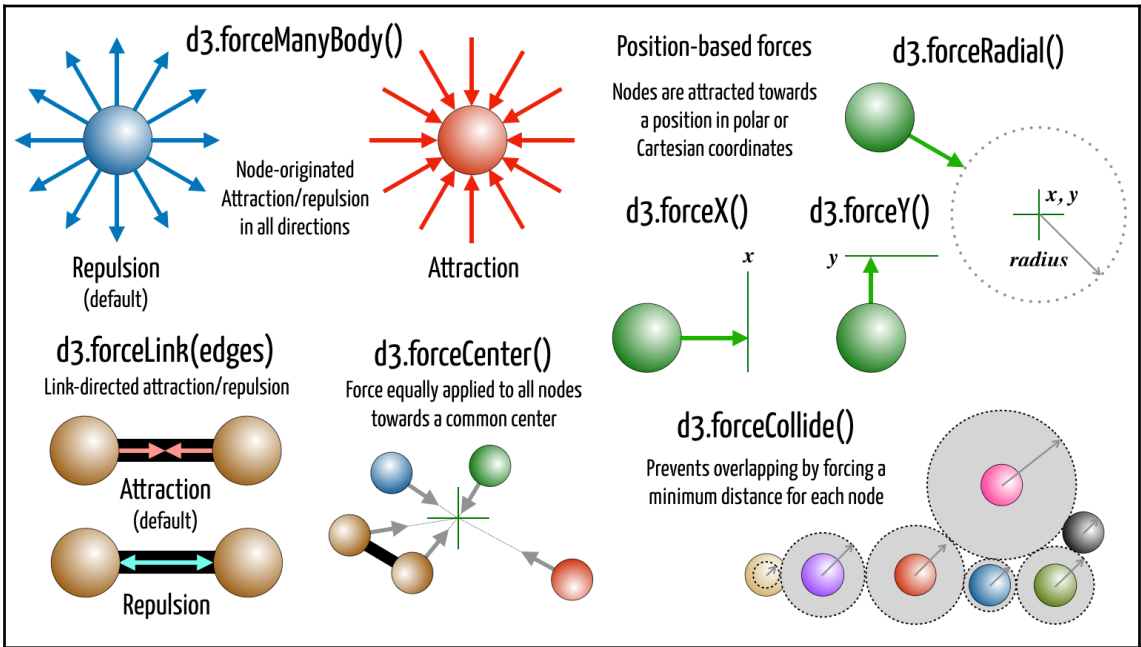 d3.forceManyBody()
Node-originated
Attraction/repulsion
in all directions
Repulsion
(default)
Attraction
Position-based forces
Nodes are attracted towards
a position in polar or
Cartesian coordinates
d3.forceRadial()
x, y
radius
d3.forceX()
x
d3.forceY()
y
d3.forceLink(edges)
Link-directed attraction/repulsion
Attraction
(default)
Repulsion
d3.forceCenter()
Force equally applied to all nodes
towards a common center
d3.forceCollide()
Prevents overlapping by forcing a
minimum distance for each node